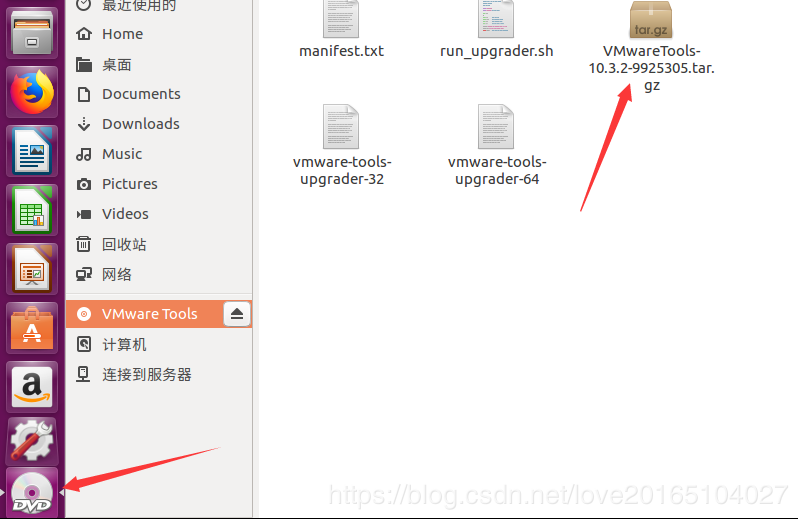 最近使用的
Home
桌面
Documents
Downloads
Music
Pictures
Videos
回收站
网络
VMware Tools
计算机
连接到服务器
manifest.txt
run_upgrader.sh
tar.gz
VMwareTools-
10.3.2-9925305.tar.
gz
vmware-tools-
upgrader-32
vmware-tools-
upgrader-64
A
a
DVD
https://blog.csdn.net/love20165104027